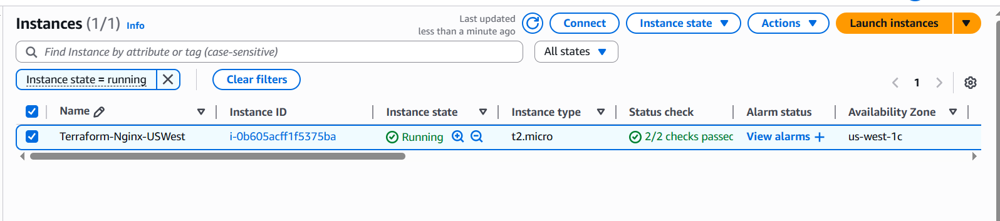 Instances (1/1) Info
Last updated
less than a minute ago
Connect
Instance state
Actions
Launch instances
Find Instance by attribute or tag (case-sensitive)
All states
Instance state = running
Clear filters
1
Name Instance ID Instance state Instance type Status check Alarm status Availability Zone
Terraform-Nginx-USWest i-0b605acff1f5375ba Running t2.micro 2/2 checks passec View alarms + us-west-1c